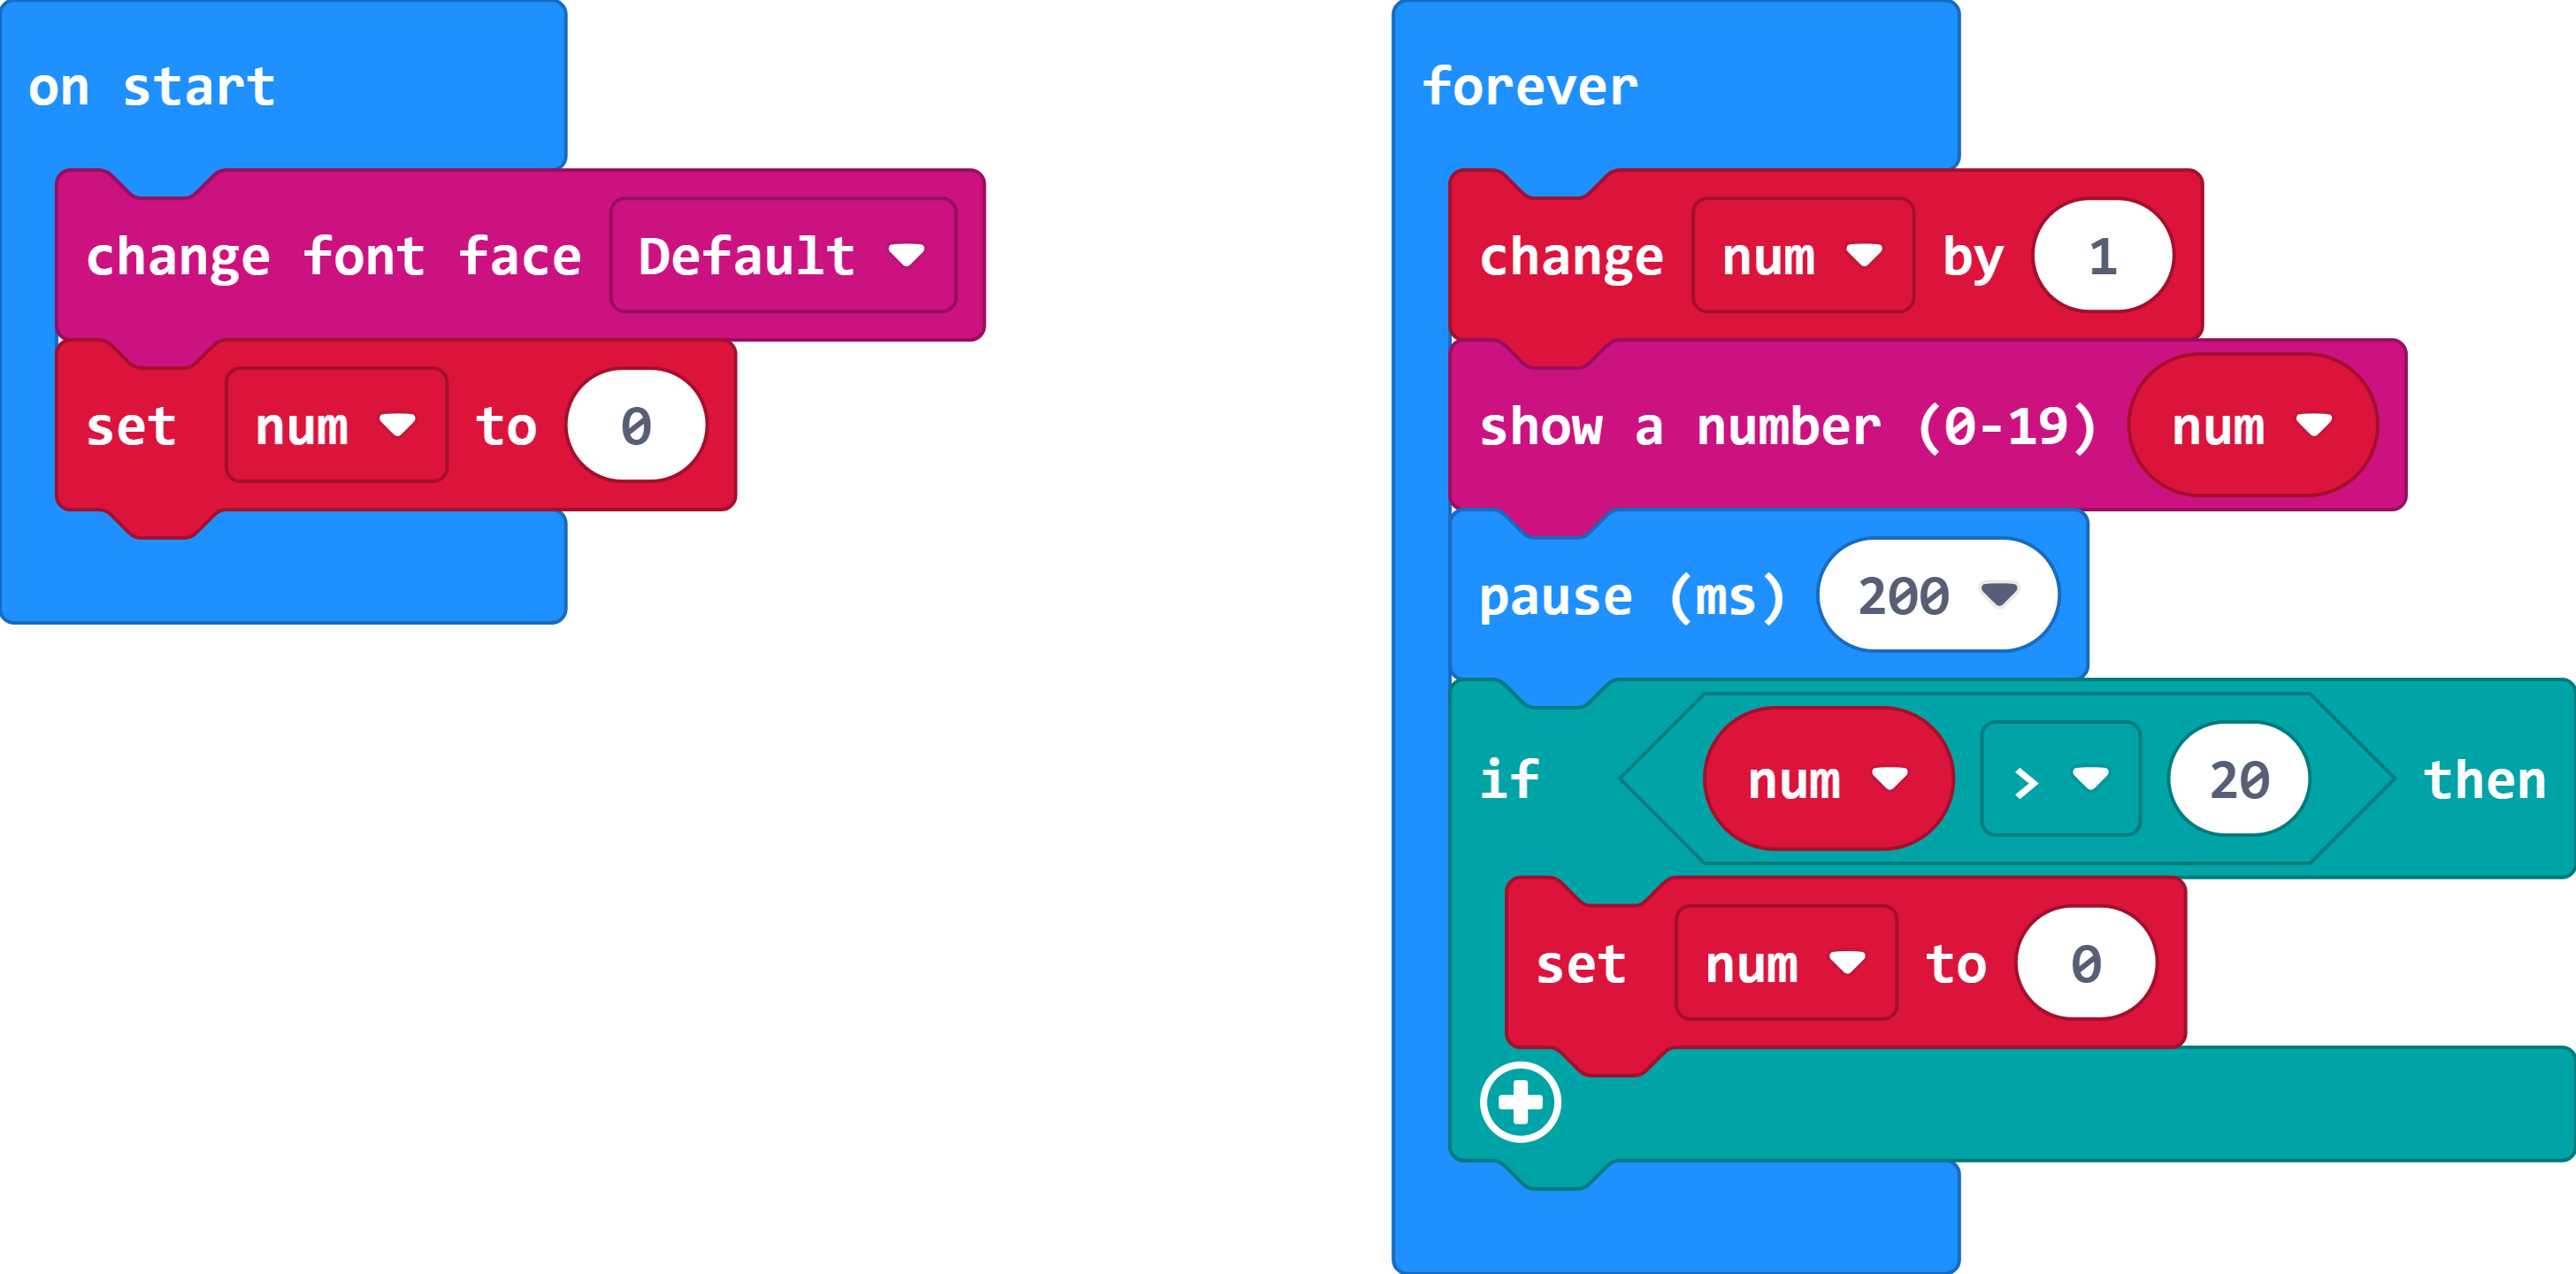 on start
change font face Default
set num to 0
forever
change num by 1
show a number (0-19) num
pause (ms) 200
if num > 20 then
set num to 0